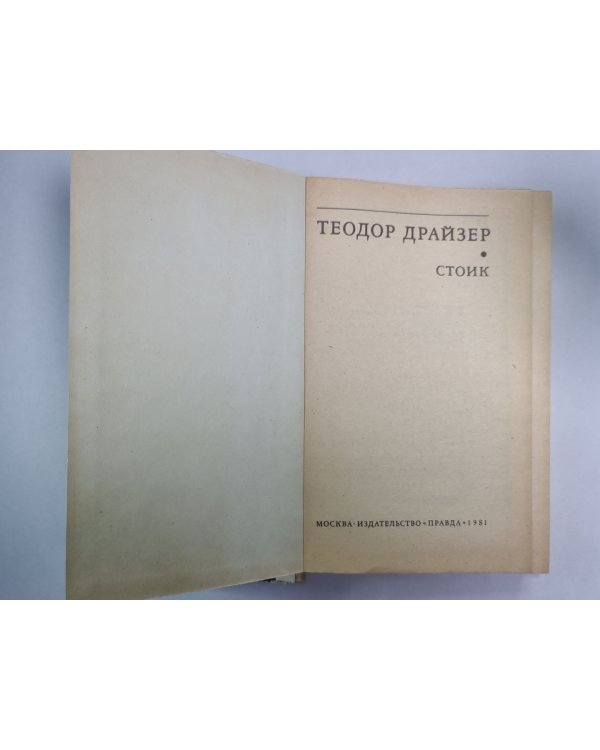 ТЕОДОР ДРАЙЗЕР
•
СТОИК
МОСКВА · ИЗДАТЕЛЬСТВО «ПРАВДА» 1981